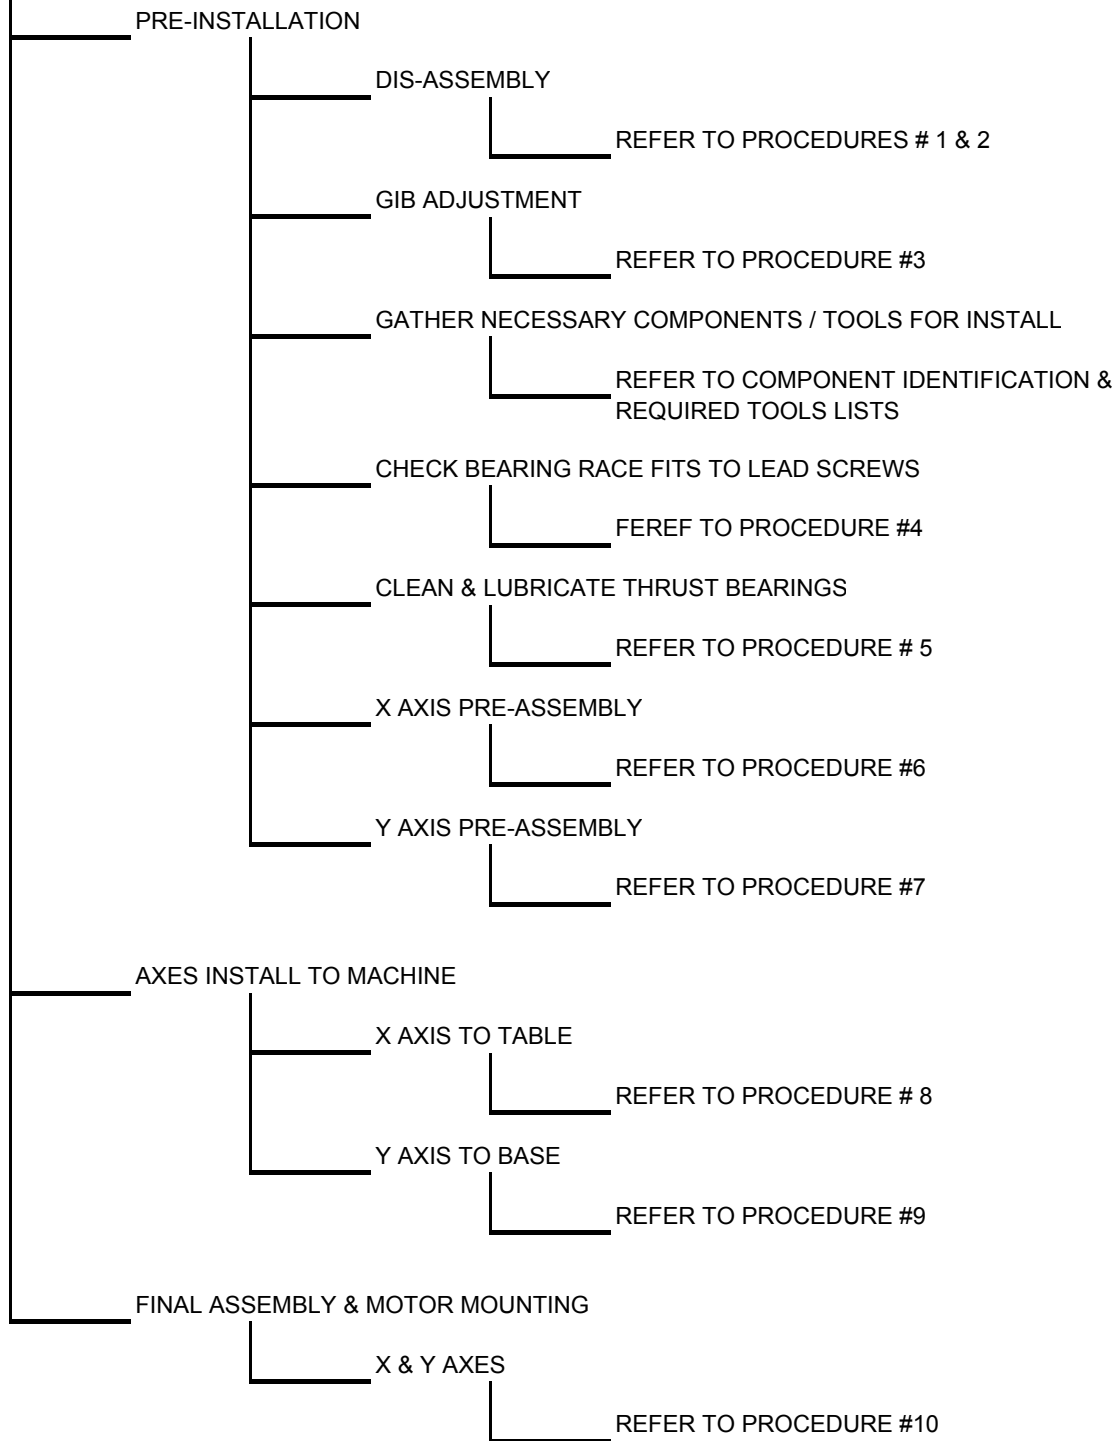 PRE-INSTALLATION
DIS-ASSEMBLY
REFER TO PROCEDURES # 1 & 2
GIB ADJUSTMENT
REFER TO PROCEDURE #3
GATHER NECESSARY COMPONENTS / TOOLS FOR INSTALL
REFER TO COMPONENT IDENTIFICATION &
REQUIRED TOOLS LISTS
CHECK BEARING RACE FITS TO LEAD SCREWS
FEREF TO PROCEDURE #4
CLEAN & LUBRICATE THRUST BEARINGS
REFER TO PROCEDURE # 5
X AXIS PRE-ASSEMBLY
REFER TO PROCEDURE #6
Y AXIS PRE-ASSEMBLY
REFER TO PROCEDURE #7
AXES INSTALL TO MACHINE
X AXIS TO TABLE
REFER TO PROCEDURE # 8
Y AXIS TO BASE
REFER TO PROCEDURE #9
FINAL ASSEMBLY & MOTOR MOUNTING
X & Y AXES
REFER TO PROCEDURE #10